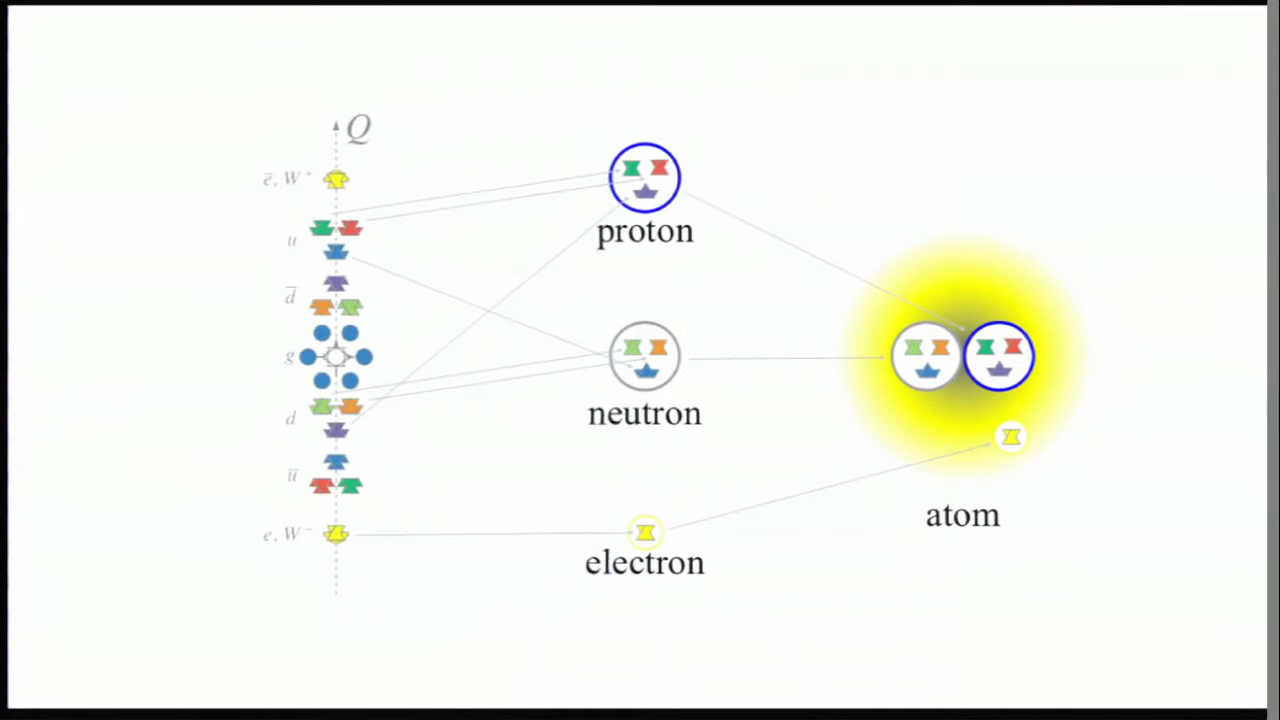 Q
e̅, W⁺
u
d̅
g
d
u̅
e, W⁻
proton
neutron
electron
atom